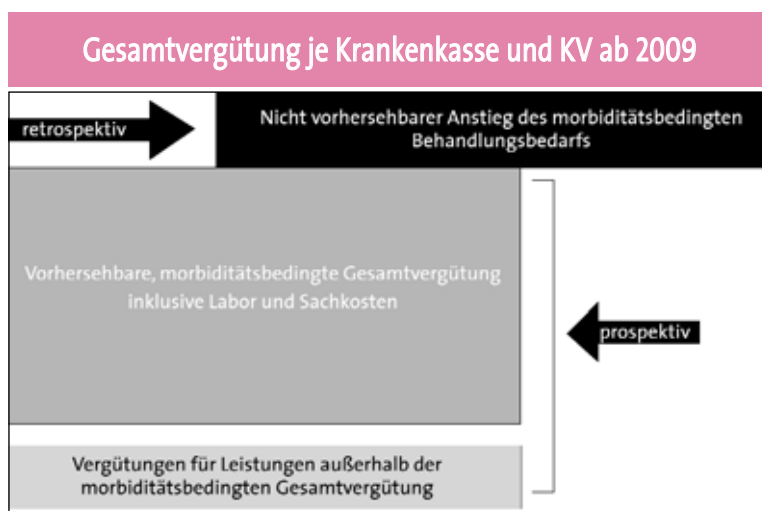 Gesamtvergütung je Krankenkasse und KV ab 2009
retrospektiv
Nicht vorhersehbarer Anstieg des morbiditätsbedingten
Behandlungsbedarfs
Vorhersehbare, morbiditätsbedingte Gesamtvergütung
inklusive Labor und Sachkosten
prospektiv
Vergütungen für Leistungen außerhalb der
morbiditätsbedingten Gesamtvergütung